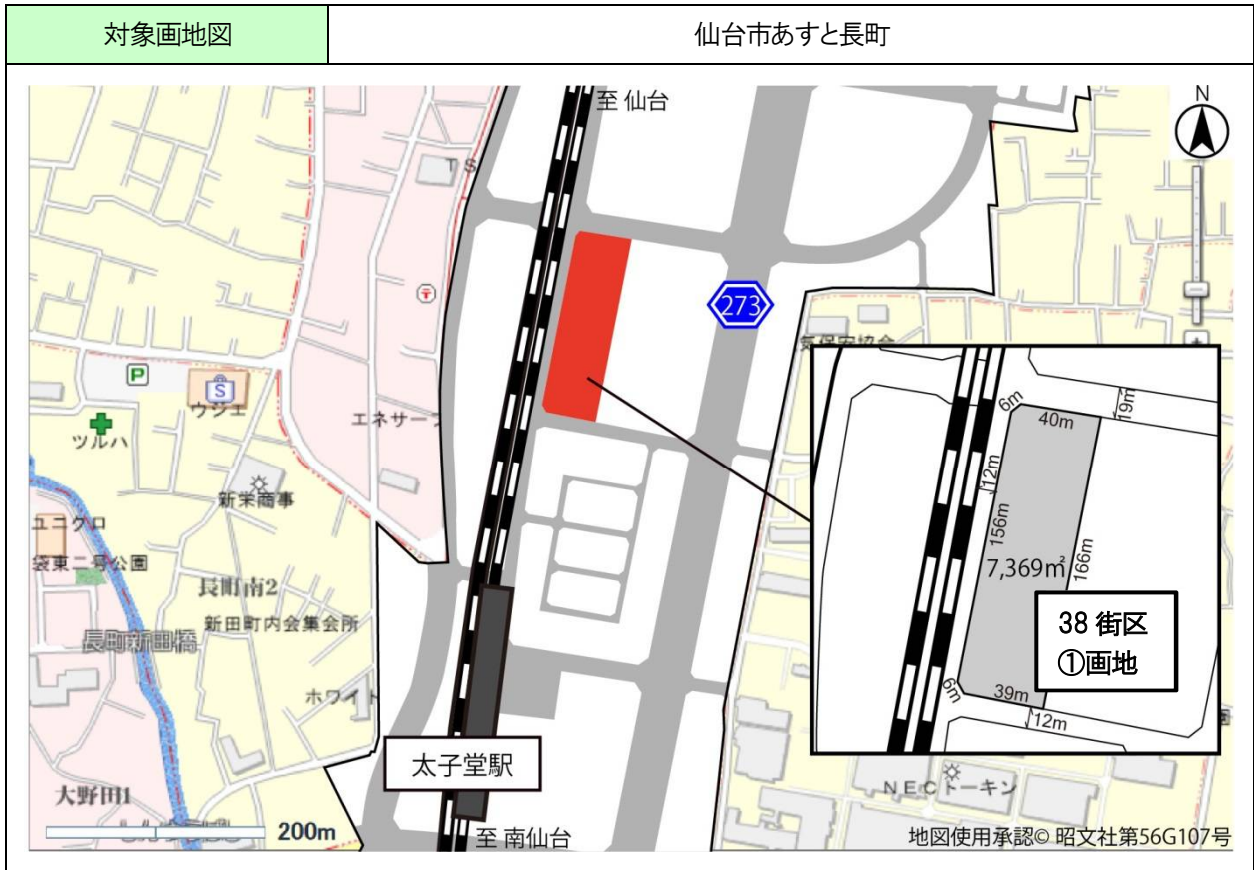 対象画地図
仙台市あすと長町
至 仙台
N
T S
273
気保安協会
P
S
ウジエ
ツルハ
エネサーブ
新栄商事
ユニクロ
袋東二号公園
長町南2
新田町内会集会所
長町新田橋
ホワイト
太子堂駅
大野田1
200m
至 南仙台
6m
40m
19m
12m
156m
7,369㎡
166m
38 街区
①画地
6m
39m
12m
NECトーキン
地図使用承認© 昭文社第56G107号